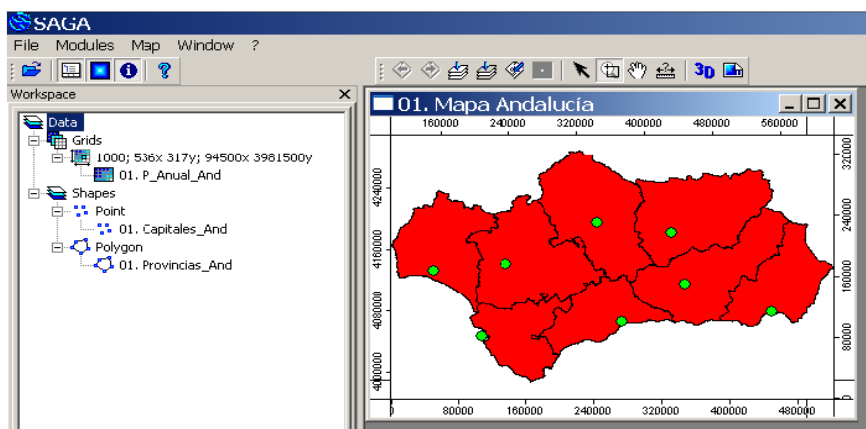 SAGA
File Modules Map Window ?
3D
Workspace
Data
Grids
1000; 536x 317y; 94500x 3981500y
01. P_Anual_And
Shapes
Point
01. Capitales_And
Polygon
01. Provincias_And
01. Mapa Andalucía
160000 240000 320000 400000 480000 560000
320000
240000
160000
80000
0
4240000
4160000
4080000
4000000
0 80000 160000 240000 320000 400000 480000